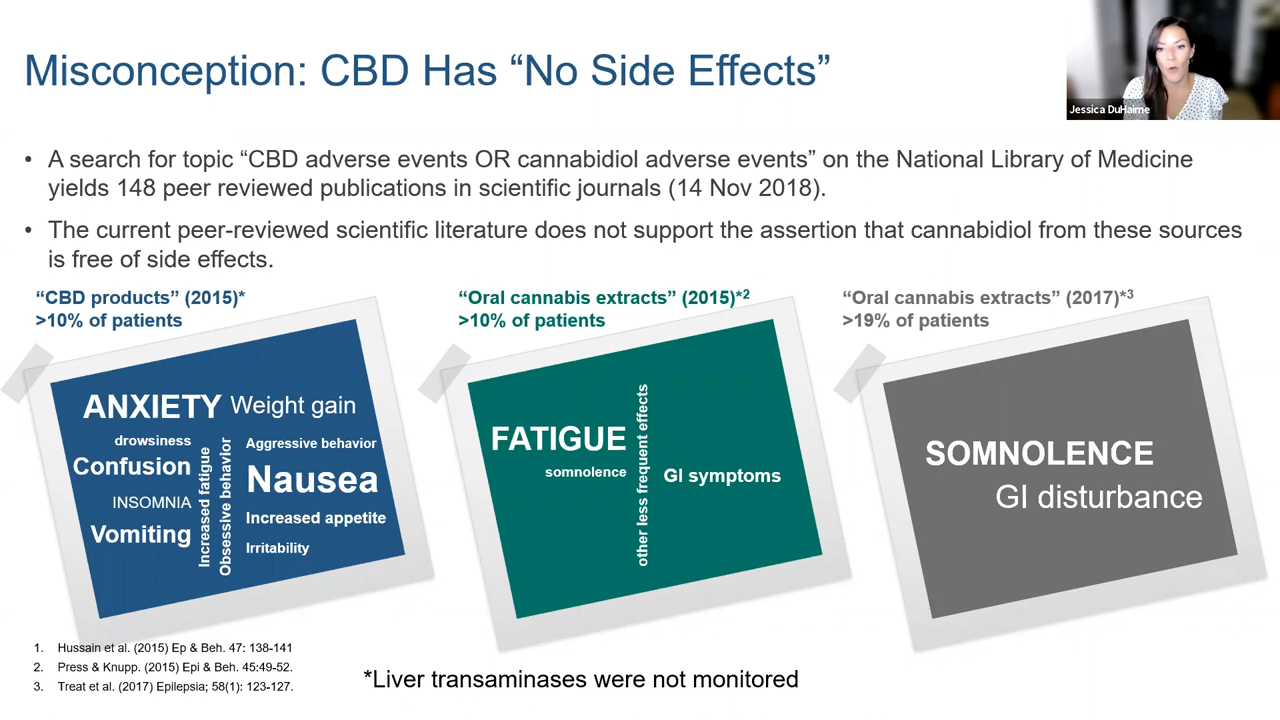 Misconception: CBD Has “No Side Effects”
Jessica DuHaime
• A search for topic “CBD adverse events OR cannabidiol adverse events” on the National Library of Medicine
yields 148 peer reviewed publications in scientific journals (14 Nov 2018).
• The current peer-reviewed scientific literature does not support the assertion that cannabidiol from these sources
is free of side effects.
“CBD products” (2015)*
>10% of patients
ANXIETY Weight gain
drowsiness
Confusion
INSOMNIA
Vomiting
Increased fatigue
Obsessive behavior
Aggressive behavior
Nausea
Increased appetite
Irritability
“Oral cannabis extracts” (2015)*2
>10% of patients
FATIGUE
somnolence
other less frequent effects
GI symptoms
“Oral cannabis extracts” (2017)*3
>19% of patients
SOMNOLENCE
GI disturbance
1. Hussain et al. (2015) Ep & Beh. 47: 138-141
2. Press & Knupp. (2015) Epi & Beh. 45:49-52.
3. Treat et al. (2017) Epilepsia; 58(1): 123-127.
*Liver transaminases were not monitored